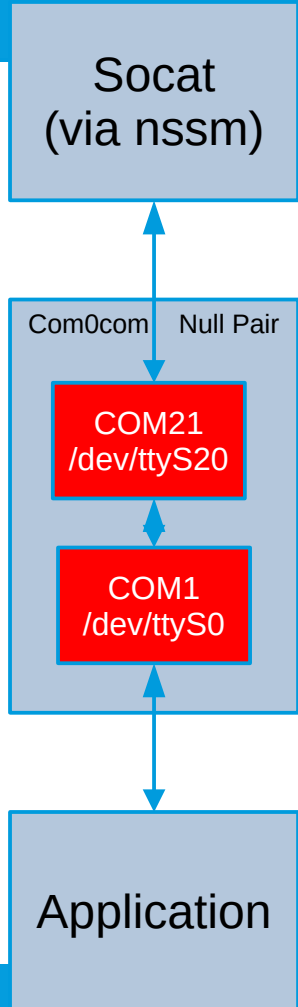 Socat
(via nssm)
Com0com Null Pair
COM21
/dev/ttyS20
COM1
/dev/ttyS0
Application